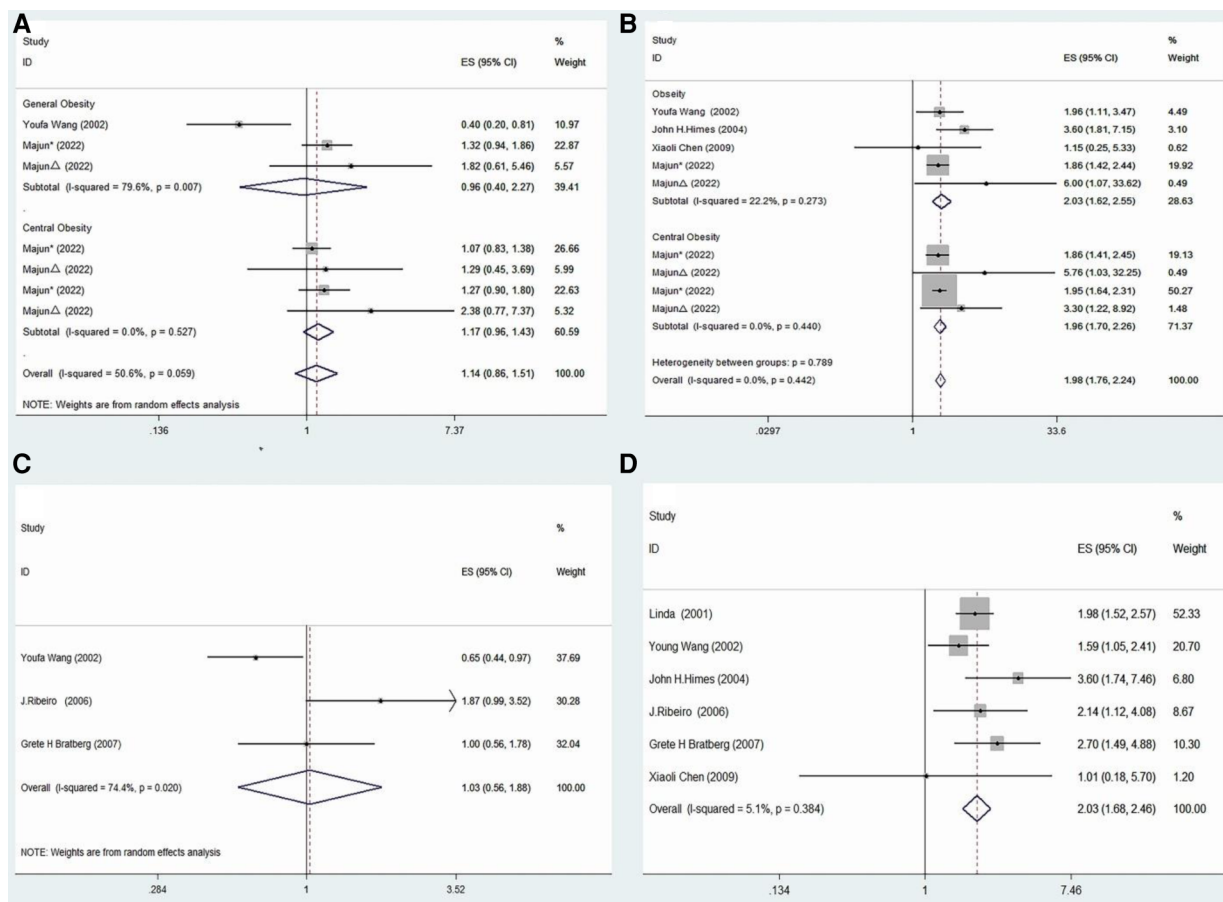 A
Study %
ID ES (95% CI) Weight
General Obesity
Youfa Wang (2002) 0.40 (0.20, 0.81) 10.97
Majun* (2022) 1.32 (0.94, 1.86) 22.87
Majun△ (2022) 1.82 (0.61, 5.46) 5.57
Subtotal (I-squared = 79.6%, p = 0.007) 0.96 (0.40, 2.27) 39.41
.
Central Obesity
Majun* (2022) 1.07 (0.83, 1.38) 26.66
Majun△ (2022) 1.29 (0.45, 3.69) 5.99
Majun* (2022) 1.27 (0.90, 1.80) 22.63
Majun△ (2022) 2.38 (0.77, 7.37) 5.32
Subtotal (I-squared = 0.0%, p = 0.527) 1.17 (0.96, 1.43) 60.59
.
Overall (I-squared = 50.6%, p = 0.059) 1.14 (0.86, 1.51) 100.00
NOTE: Weights are from random effects analysis
.136 1 7.37
B
Study %
ID ES (95% CI) Weight
Obseity
Youfa Wang (2002) 1.96 (1.11, 3.47) 4.49
John H.Himes (2004) 3.60 (1.81, 7.15) 3.10
Xiaoli Chen (2009) 1.15 (0.25, 5.33) 0.62
Majun* (2022) 1.86 (1.42, 2.44) 19.92
Majun△ (2022) 6.00 (1.07, 33.62) 0.49
Subtotal (I-squared = 22.2%, p = 0.273) 2.03 (1.62, 2.55) 28.63
.
Central Obesity
Majun* (2022) 1.86 (1.41, 2.45) 19.13
Majun△ (2022) 5.76 (1.03, 32.25) 0.49
Majun* (2022) 1.95 (1.64, 2.31) 50.27
Majun△ (2022) 3.30 (1.22, 8.92) 1.48
Subtotal (I-squared = 0.0%, p = 0.440) 1.96 (1.70, 2.26) 71.37
.
Heterogeneity between groups: p = 0.789
Overall (I-squared = 0.0%, p = 0.442) 1.98 (1.76, 2.24) 100.00
.0297 1 33.6
C
Study %
ID ES (95% CI) Weight
Youfa Wang (2002) 0.65 (0.44, 0.97) 37.69
J.Ribeiro (2006) 1.87 (0.99, 3.52) 30.28
Grete H Bratberg (2007) 1.00 (0.56, 1.78) 32.04
Overall (I-squared = 74.4%, p = 0.020) 1.03 (0.56, 1.88) 100.00
NOTE: Weights are from random effects analysis
.284 1 3.52
D
Study %
ID ES (95% CI) Weight
Linda (2001) 1.98 (1.52, 2.57) 52.33
Young Wang (2002) 1.59 (1.05, 2.41) 20.70
John H.Himes (2004) 3.60 (1.74, 7.46) 6.80
J.Ribeiro (2006) 2.14 (1.12, 4.08) 8.67
Grete H Bratberg (2007) 2.70 (1.49, 4.88) 10.30
Xiaoli Chen (2009) 1.01 (0.18, 5.70) 1.20
Overall (I-squared = 5.1%, p = 0.384) 2.03 (1.68, 2.46) 100.00
.134 1 7.46